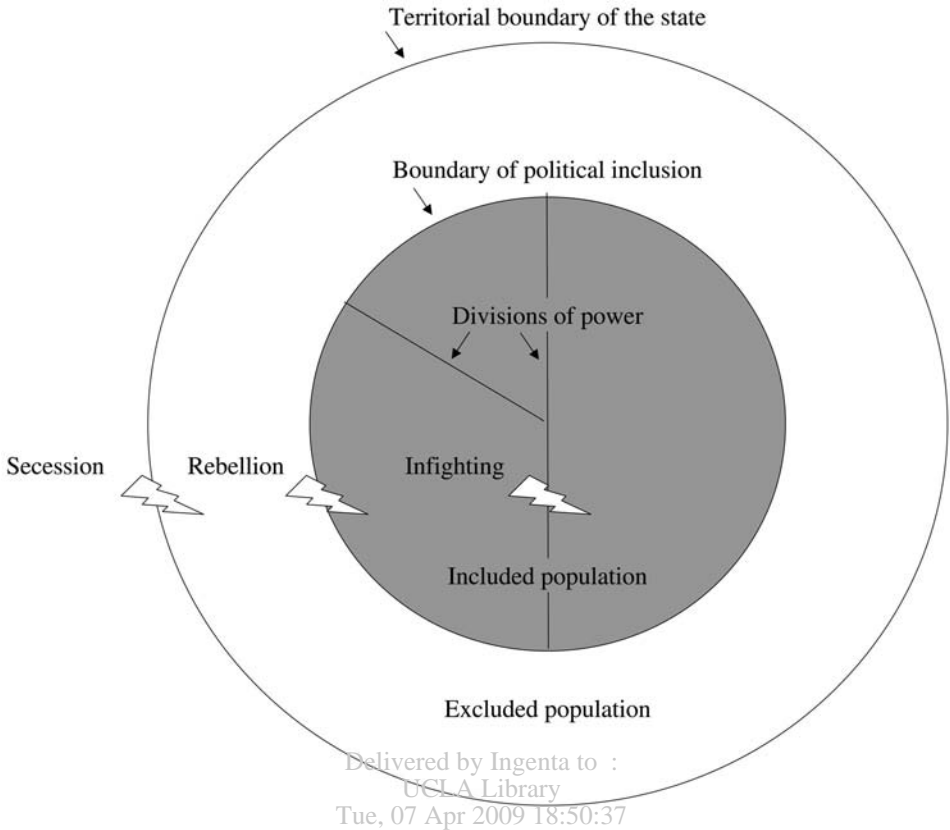 Territorial boundary of the state
Boundary of political inclusion
Divisions of power
Secession
Rebellion
Infighting
Included population
Excluded population
Delivered by Ingenta to :
UCLA Library
Tue, 07 Apr 2009 18:50:37